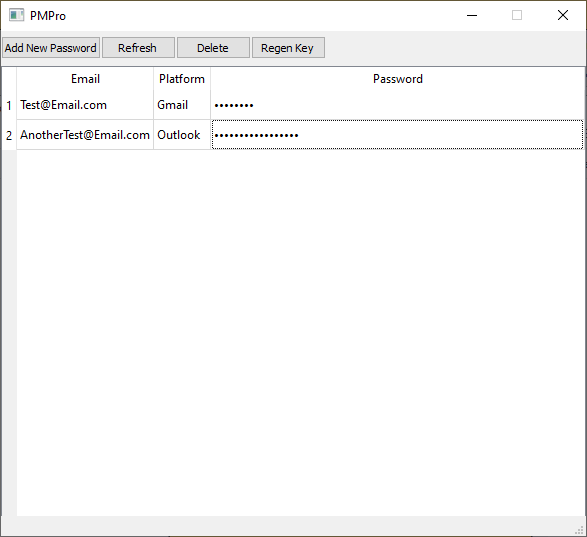 PMPro
Add New Password Refresh Delete Regen Key
Email Platform Password
1 Test@Email.com Gmail ••••••••
2 AnotherTest@Email.com Outlook •••••••••••••••••